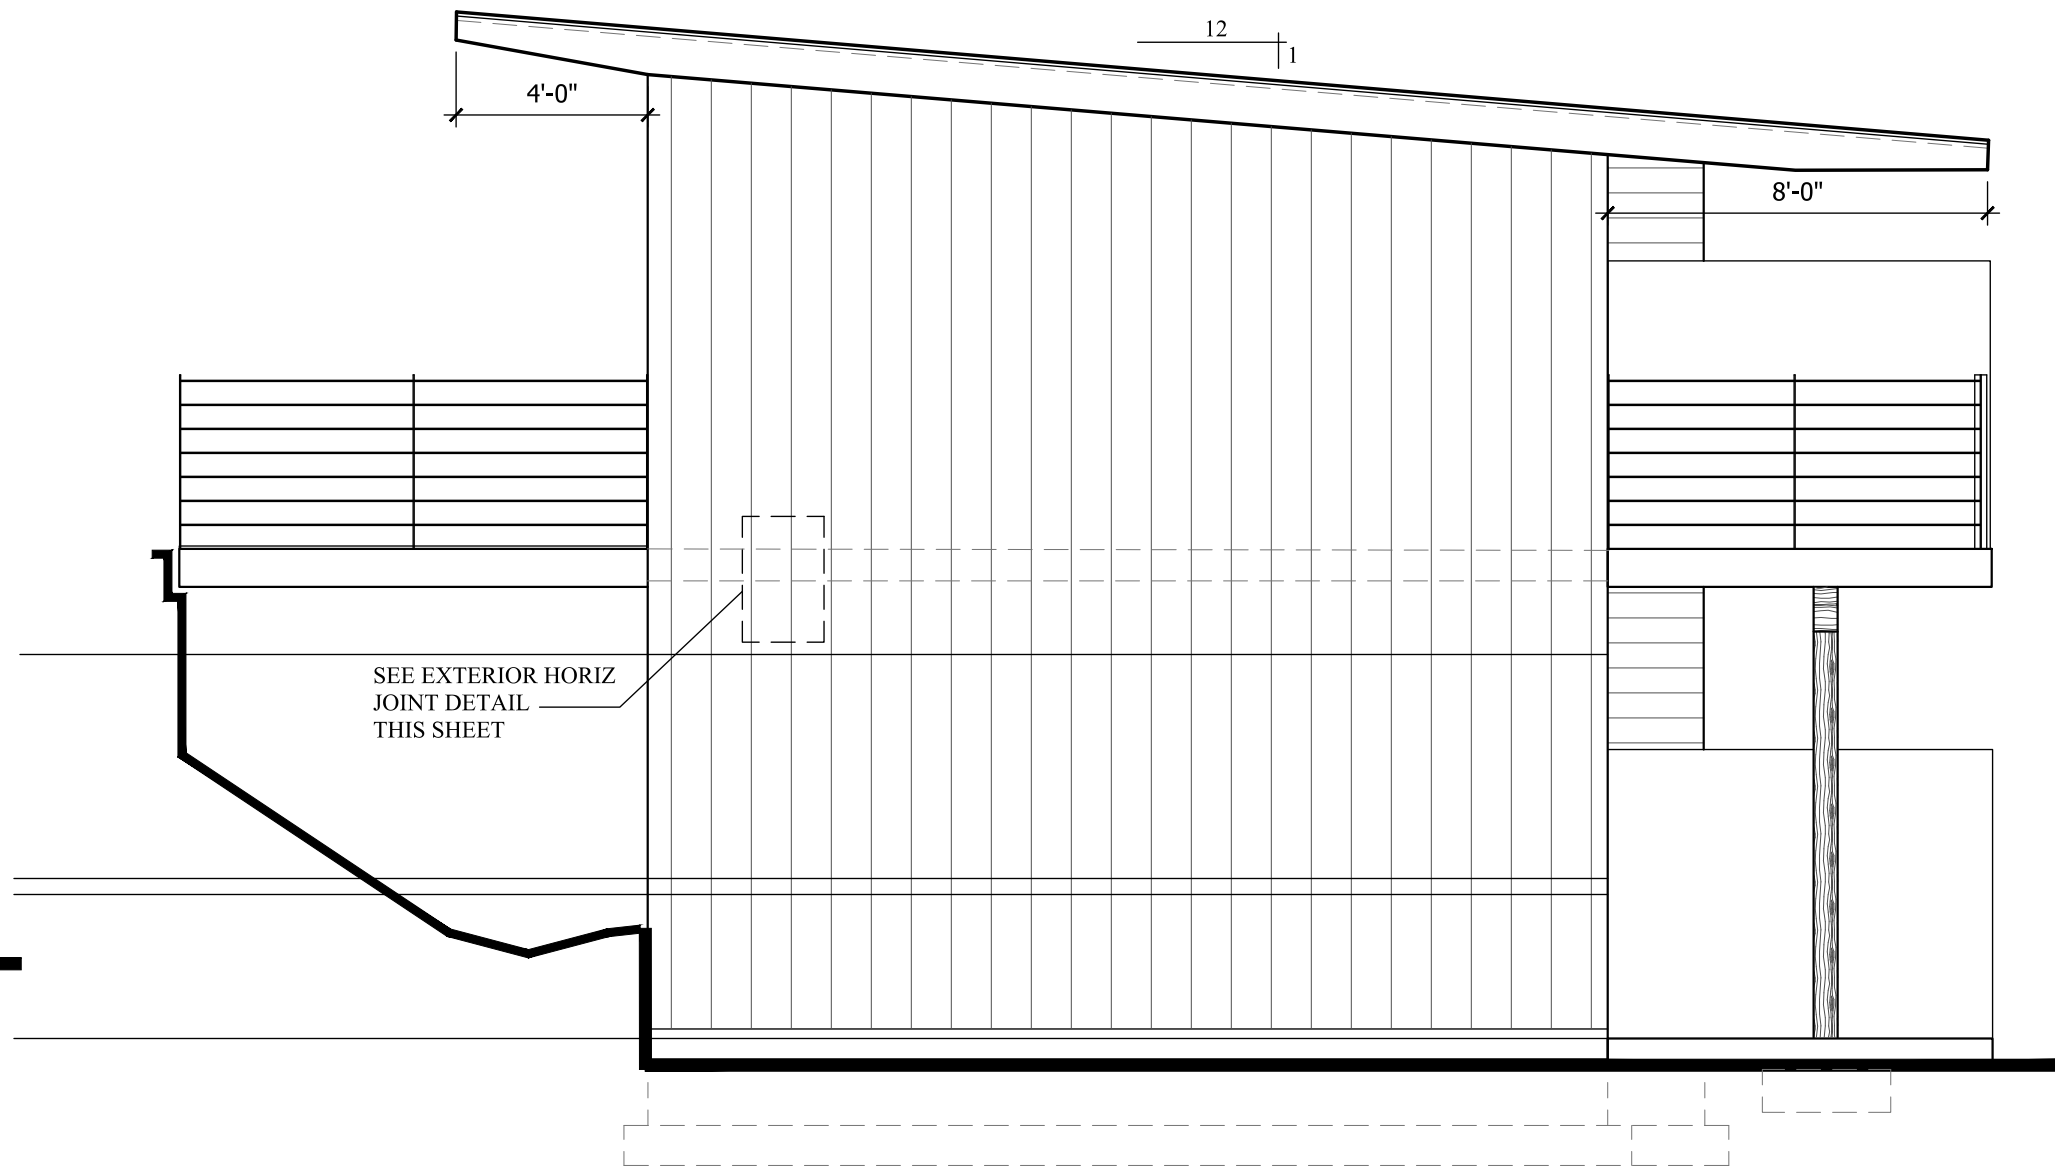 12
1
4'-0"
8'-0"
SEE EXTERIOR HORIZ
JOINT DETAIL
THIS SHEET